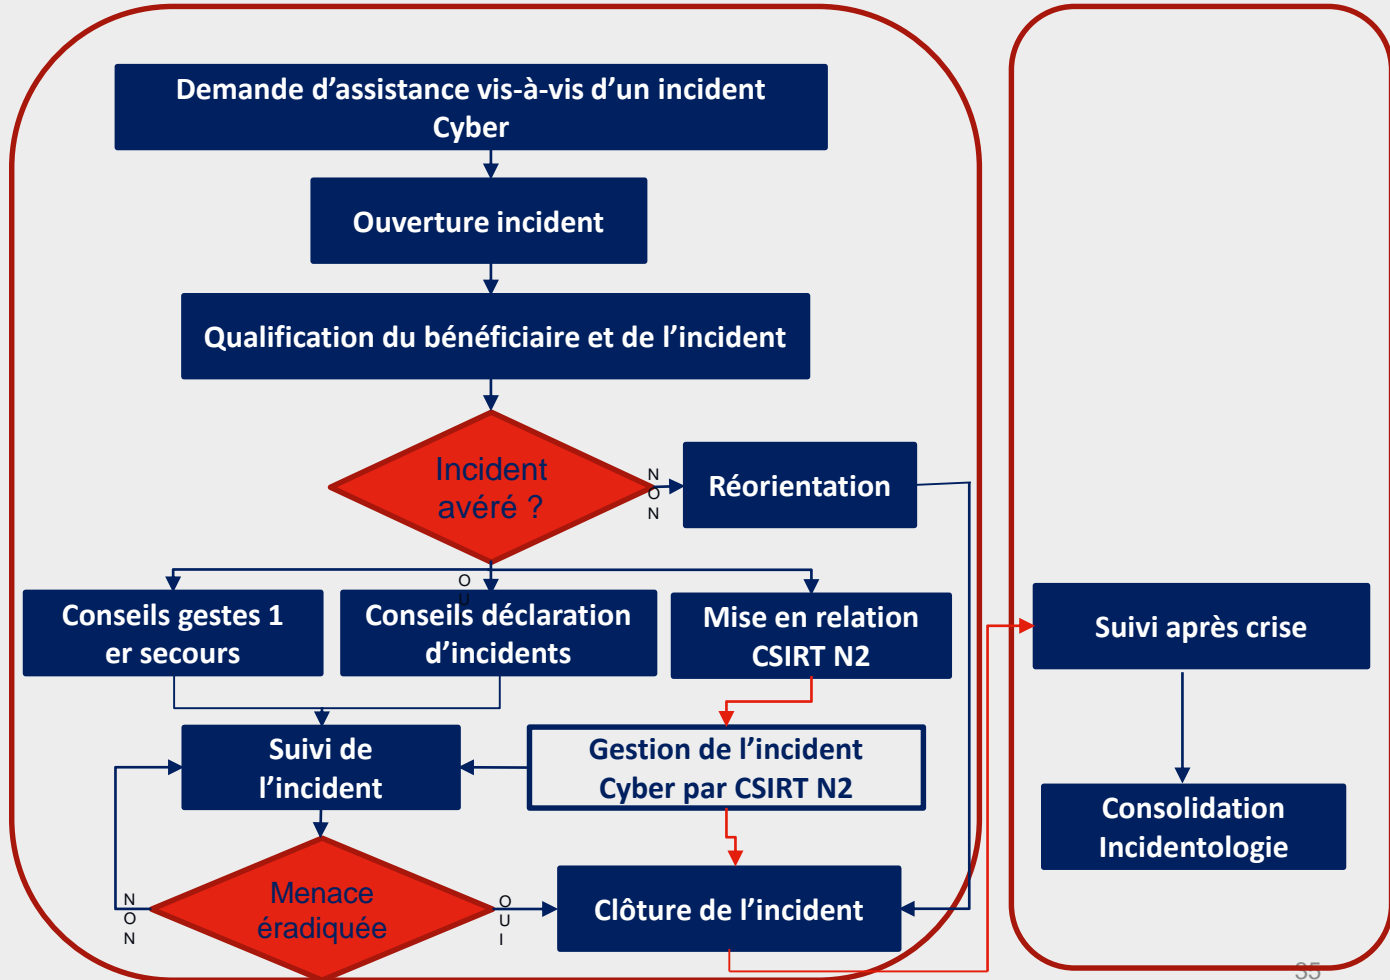 Demande d’assistance vis-à-vis d’un incident
Cyber
Ouverture incident
Qualification du bénéficiaire et de l’incident
Incident
avéré ?
N
O
N
Réorientation
O
U
Conseils gestes 1
er secours
Conseils déclaration
d’incidents
Mise en relation
CSIRT N2
Suivi après crise
Suivi de
l’incident
Gestion de l’incident
Cyber par CSIRT N2
Consolidation
Incidentologie
Menace
éradiquée
N
O
N
O
U
I
Clôture de l’incident
35